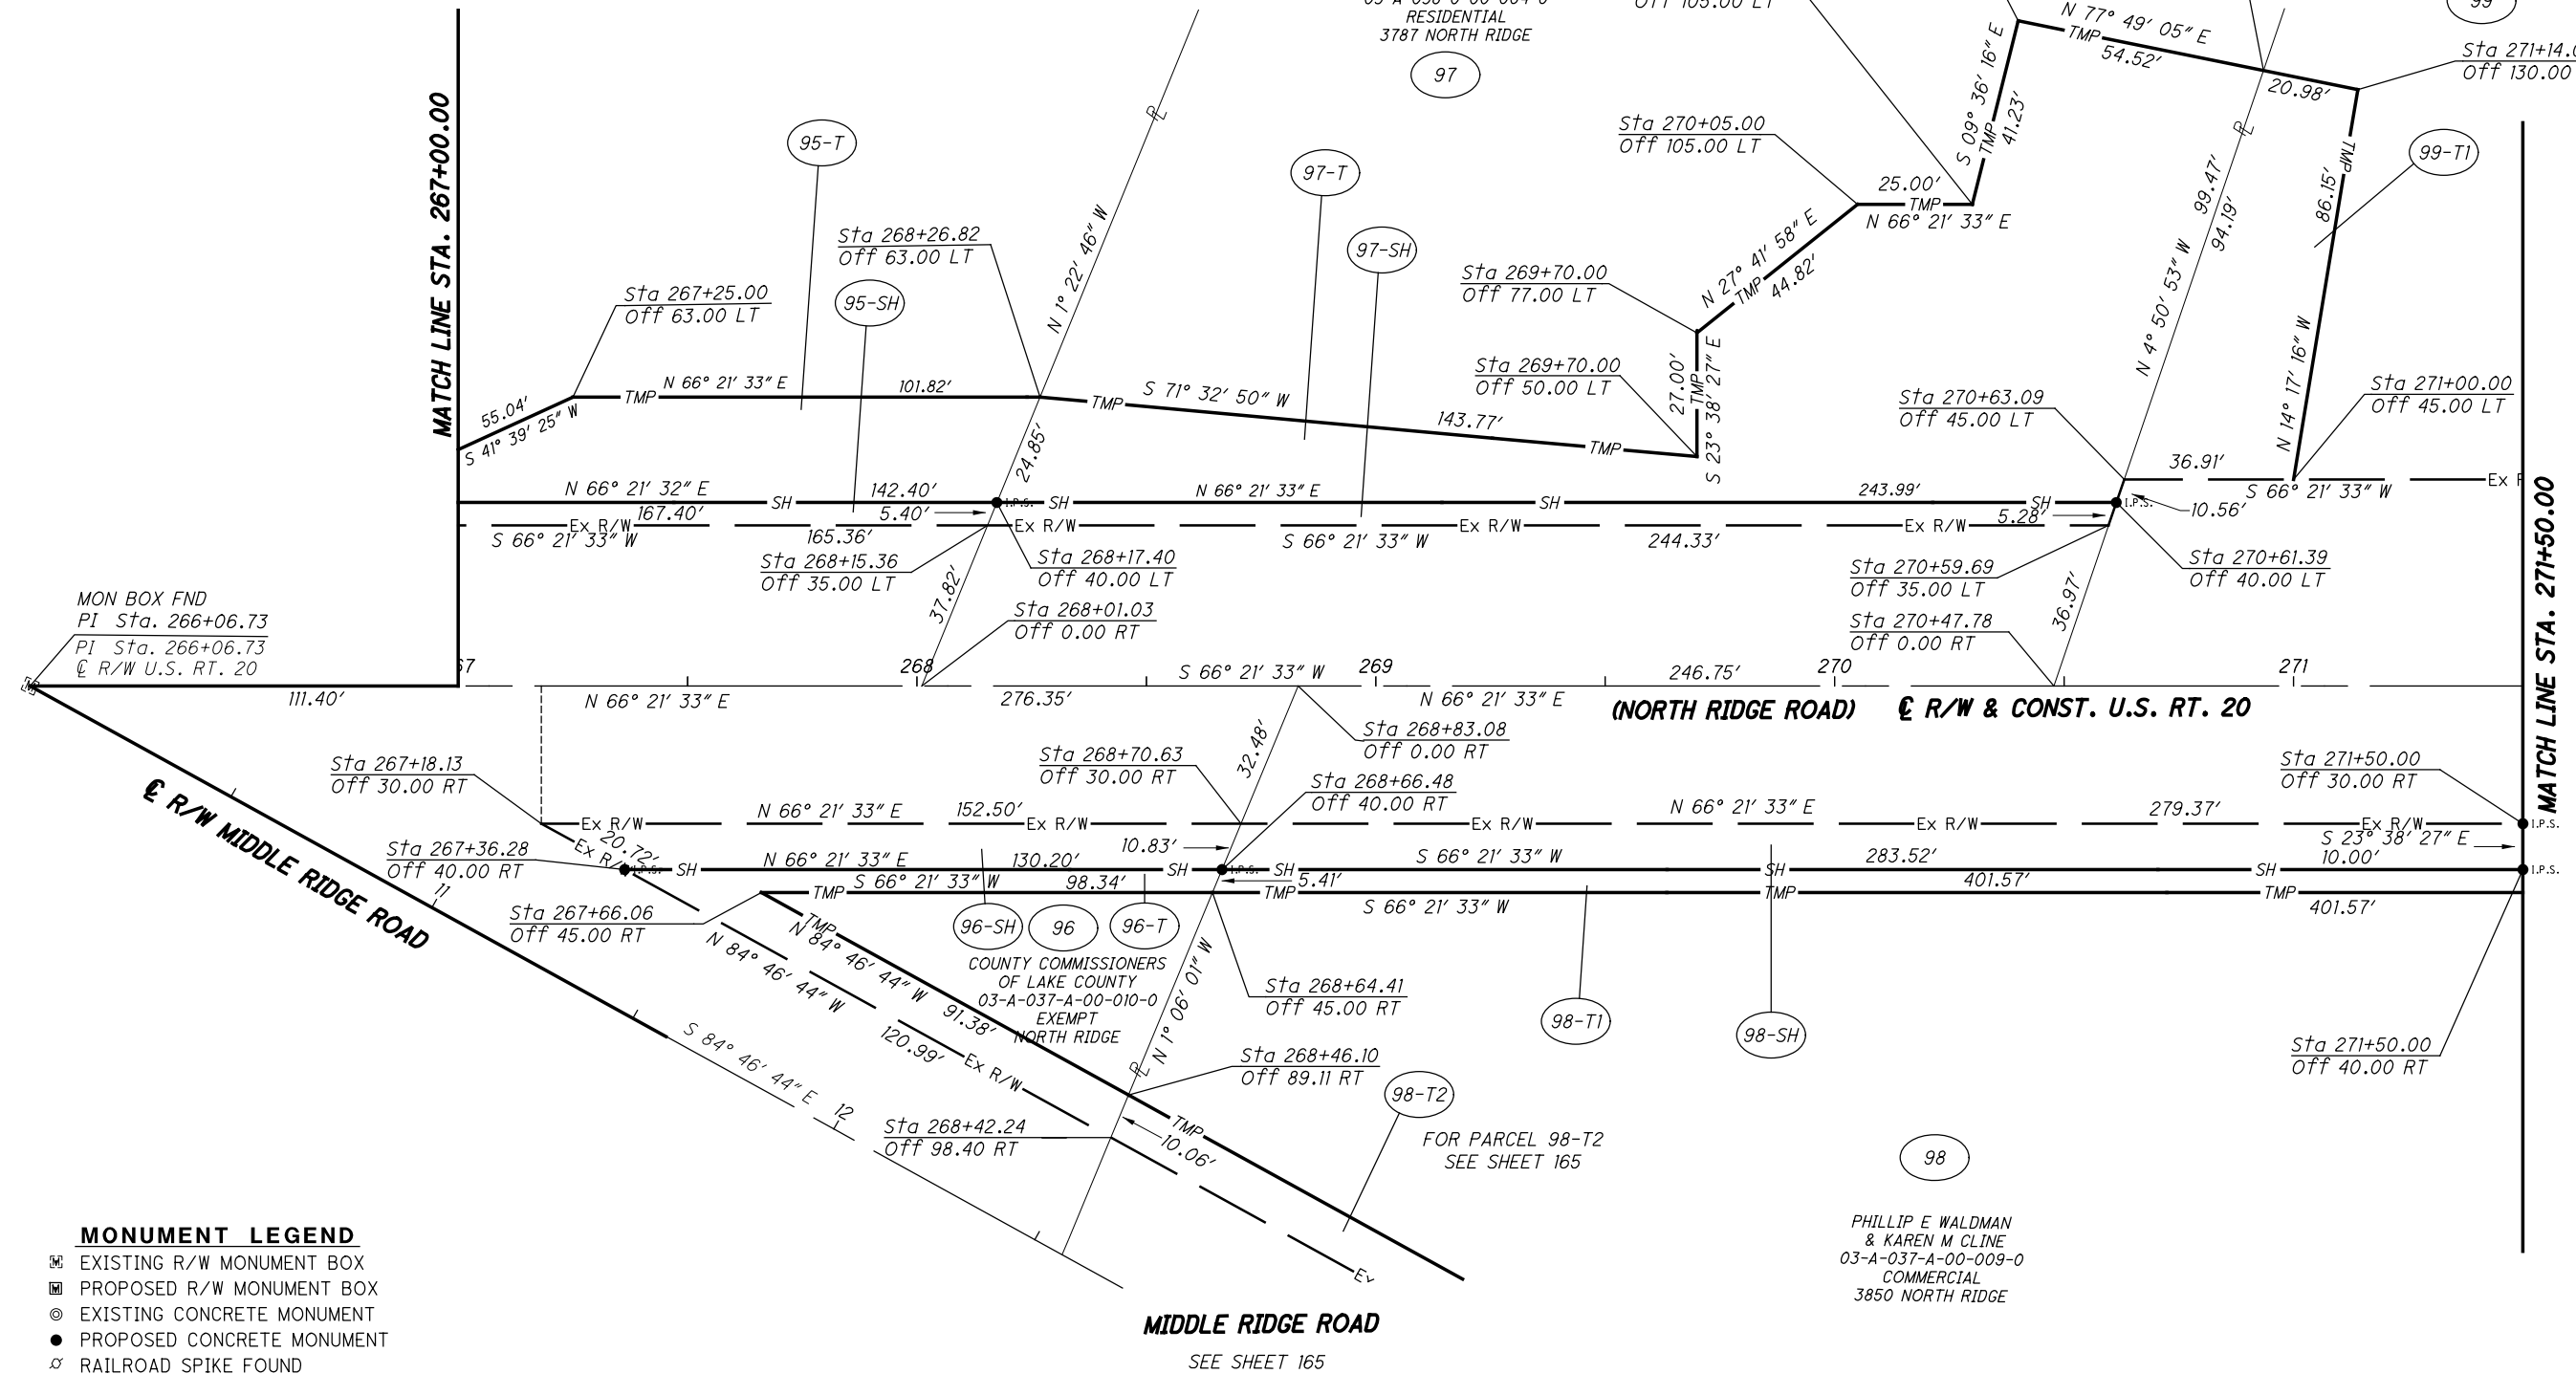 RESIDENTIAL
3787 NORTH RIDGE
97
Off 105.00 LT
N 77° 49′ 05″ E
TMP
54.52′
20.98′
99
Sta 271+14.0
Off 130.00
S 09° 36′ 16″ E
TMP
41.23′
MATCH LINE STA. 267+00.00
95-T
97-T
97-SH
95-SH
Sta 270+05.00
Off 105.00 LT
25.00′
TMP
N 66° 21′ 33″ E
N 27° 41′ 58″ E
TMP
44.82′
99-T1
TMP
86.15′
N 14° 17′ 16″ W
99.47′
94.19′
N 4° 50′ 53″ W
Sta 268+26.82
Off 63.00 LT
N 1° 22′ 46″ W
Sta 267+25.00
Off 63.00 LT
Sta 269+70.00
Off 77.00 LT
Sta 269+70.00
Off 50.00 LT
27.00′
TMP
S 23° 38′ 27″ E
Sta 270+63.09
Off 45.00 LT
Sta 271+00.00
Off 45.00 LT
55.04′
S 41° 39′ 25″ W
TMP
N 66° 21′ 33″ E
101.82′
TMP
S 71° 32′ 50″ W
143.77′
TMP
24.85′
36.91′
S 66° 21′ 33″ W
Ex R
N 66° 21′ 32″ E
SH
142.40′
I.P.S.
SH
N 66° 21′ 33″ E
SH
243.99′
SH
I.P.S.
10.56′
Ex R/W
167.40′
5.40′
Ex R/W
Ex R/W
Ex R/W
5.28′
S 66° 21′ 33″ W
165.36′
S 66° 21′ 33″ W
244.33′
Sta 268+15.36
Off 35.00 LT
Sta 268+17.40
Off 40.00 LT
Sta 270+59.69
Off 35.00 LT
Sta 270+61.39
Off 40.00 LT
37.82′
Sta 268+01.03
Off 0.00 RT
36.97′
Sta 270+47.78
Off 0.00 RT
MATCH LINE STA. 271+50.00
MON BOX FND
PI Sta. 266+06.73
PI Sta. 266+06.73
℄ R/W U.S. RT. 20
67
268
S 66° 21′ 33″ W
269
246.75′
270
271
111.40′
N 66° 21′ 33″ E
276.35′
N 66° 21′ 33″ E
(NORTH RIDGE ROAD) ℄ R/W & CONST. U.S. RT. 20
32.48′
Sta 268+83.08
Off 0.00 RT
Sta 267+18.13
Off 30.00 RT
Sta 268+70.63
Off 30.00 RT
Sta 268+66.48
Off 40.00 RT
Sta 271+50.00
Off 30.00 RT
℄ R/W MIDDLE RIDGE ROAD
11
Ex R/W
N 66° 21′ 33″ E
152.50′
Ex R/W
Ex R/W
N 66° 21′ 33″ E
Ex R/W
279.37′
Ex R/W
I.P.S.
20.72′
Ex R/
10.83′
S 23° 38′ 27″ E
10.00′
Sta 267+36.28
Off 40.00 RT
I.P.S.
SH
N 66° 21′ 33″ E
130.20′
SH
I.P.S.
SH
S 66° 21′ 33″ W
SH
283.52′
SH
I.P.S.
TMP
S 66° 21′ 33″ W
98.34′
5.41′
TMP
S 66° 21′ 33″ W
TMP
401.57′
TMP
401.57′
Sta 267+66.06
Off 45.00 RT
TMP
N 84° 46′ 44″ W
91.38′
N 84° 46′ 44″ W
120.99′
Ex R/W
96-SH
96
96-T
COUNTY COMMISSIONERS
OF LAKE COUNTY
03-A-037-A-00-010-0
EXEMPT
NORTH RIDGE
℄ N 1° 06′ 01″ W
Sta 268+64.41
Off 45.00 RT
98-T1
98-SH
Sta 271+50.00
Off 40.00 RT
S 84° 46′ 44″ E
12
Sta 268+46.10
Off 89.11 RT
98-T2
Sta 268+42.24
Off 98.40 RT
TMP
10.06′
FOR PARCEL 98-T2
SEE SHEET 165
98
PHILLIP E WALDMAN
& KAREN M CLINE
03-A-037-A-00-009-0
COMMERCIAL
3850 NORTH RIDGE
MIDDLE RIDGE ROAD
SEE SHEET 165
MONUMENT LEGEND
EXISTING R/W MONUMENT BOX
PROPOSED R/W MONUMENT BOX
EXISTING CONCRETE MONUMENT
PROPOSED CONCRETE MONUMENT
RAILROAD SPIKE FOUND